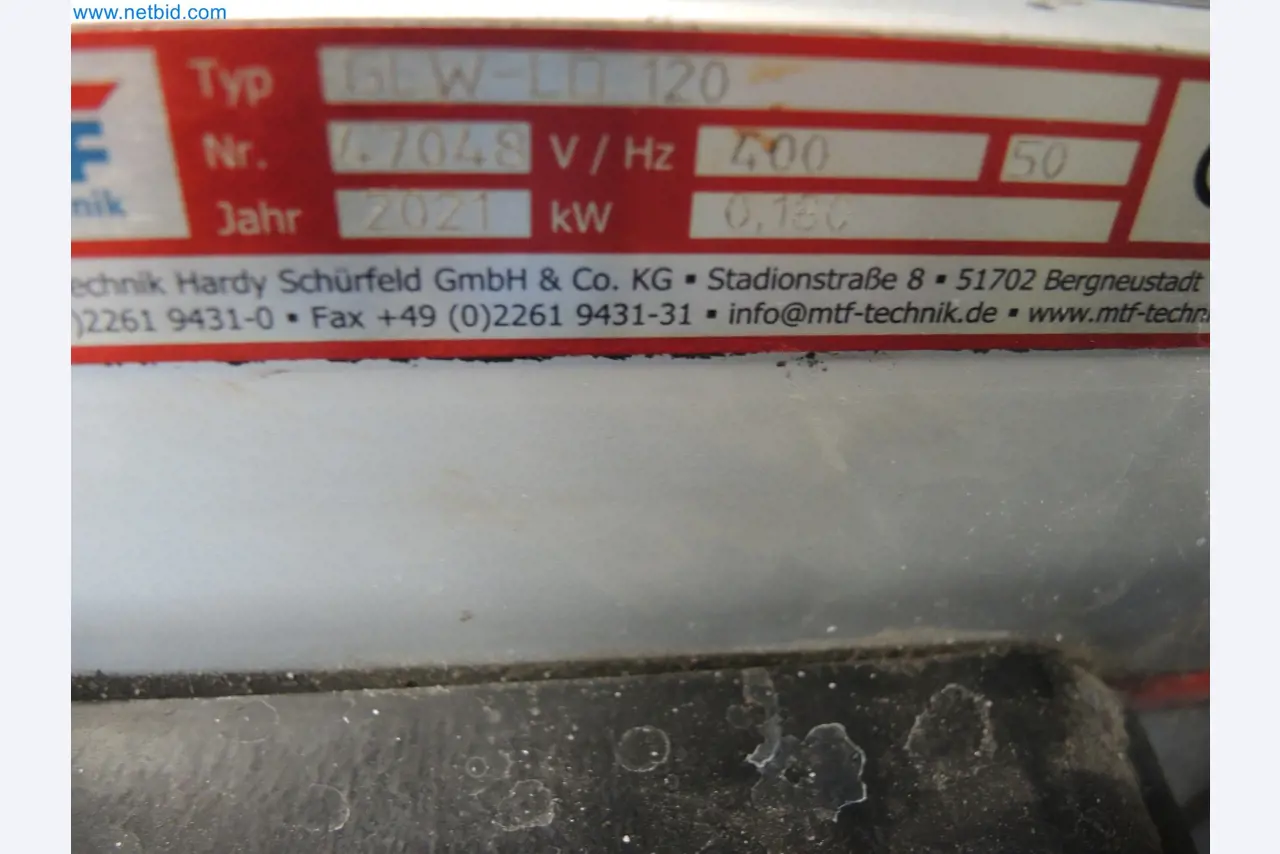 www.netbid.com
Typ 120
Nr. 47048 V / Hz 400 50
Jahr 2021 kW
F
nik
echnik Hardy Schürfeld GmbH & Co. KG ▪ Stadionstraße 8 ▪ 51702 Bergneustadt
)2261 9431-0 ▪ Fax +49 (0)2261 9431-31 ▪ info@mtf-technik.de ▪ www.mtf-techn